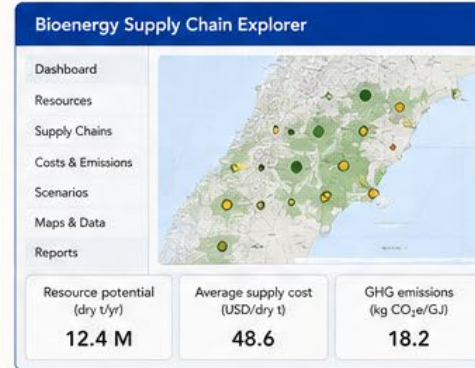 Bioenergy Supply Chain Explorer
Dashboard
Resources
Supply Chains
Costs & Emissions
Scenarios
Maps & Data
Reports
Resource potential
(dry t/yr)
12.4 M
Average supply cost
(USD/dry t)
48.6
GHG emissions
(kg CO₂e/GJ)
18.2